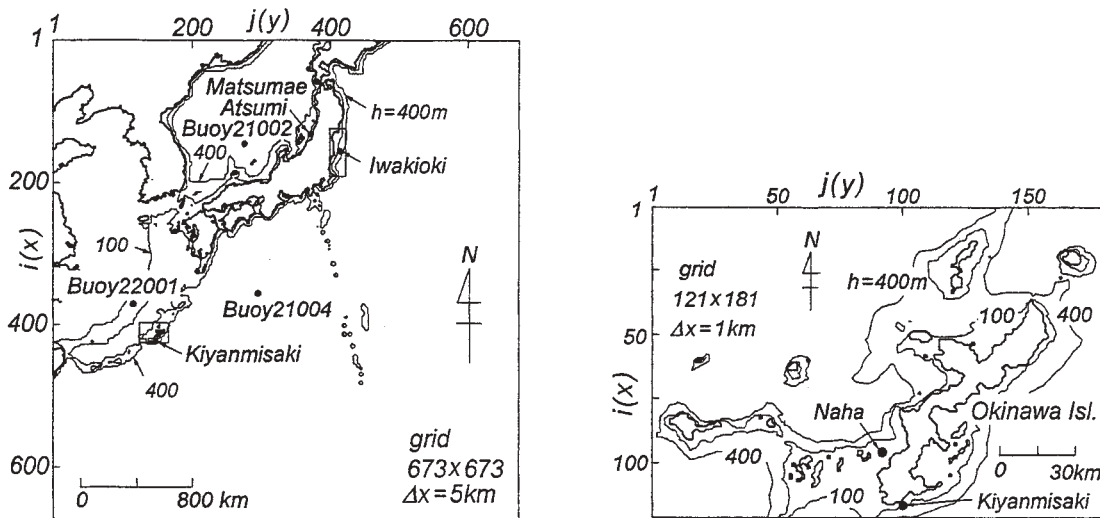 j(y)
1 200 400 600
1
Matsumae
Atsumi
Buoy21002
h=400m
400
Iwakioki
200
i(x)
100
N
Buoy22001
Buoy21004
400
Kiyanmisaki
400
grid
673x673
Δx=5km
600
0 800 km
j(y)
1 50 100 150
1
N
grid
121x181
Δx=1km
h=400m
100
400
50
i(x)
Naha
Okinawa Isl.
100
400
100
0 30km
Kiyanmisaki